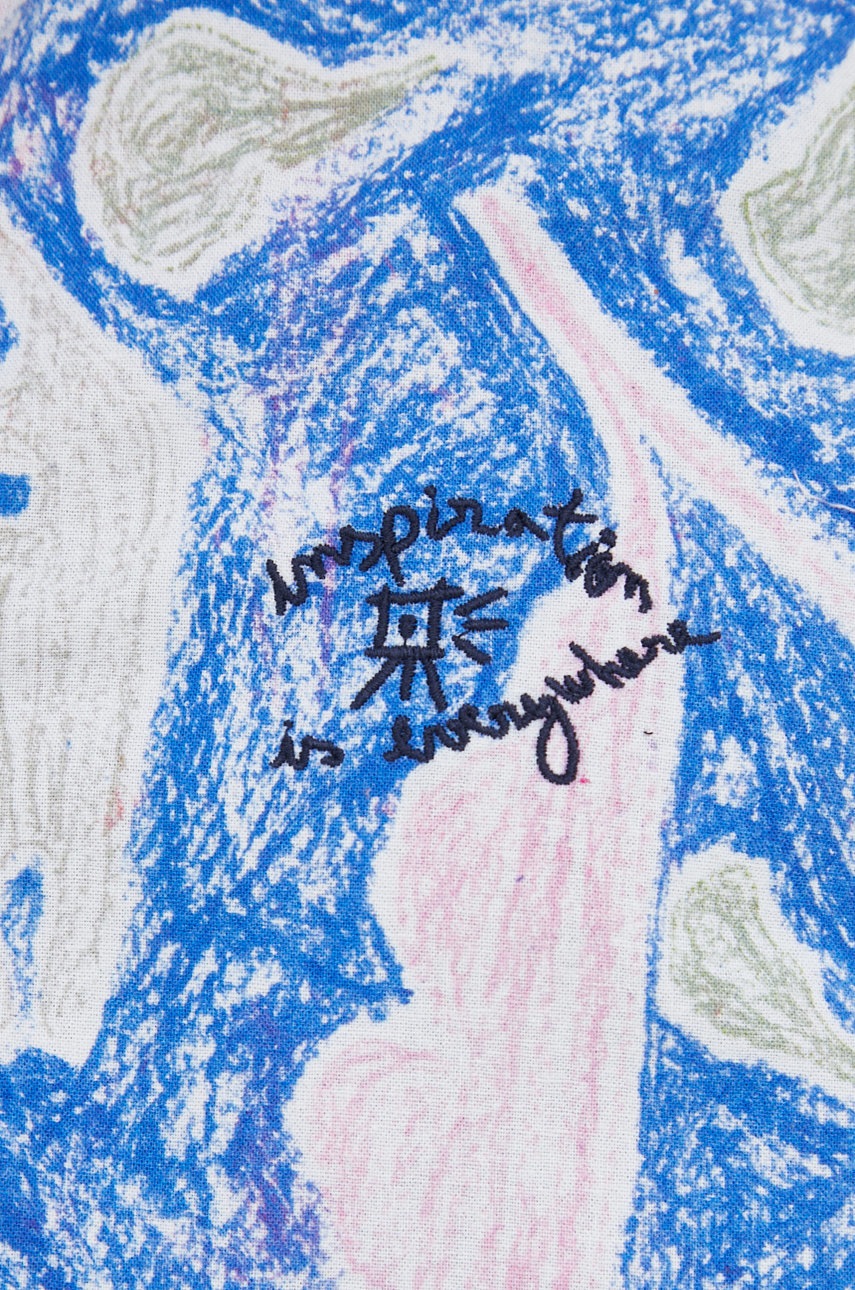 inspiration
is everywhere